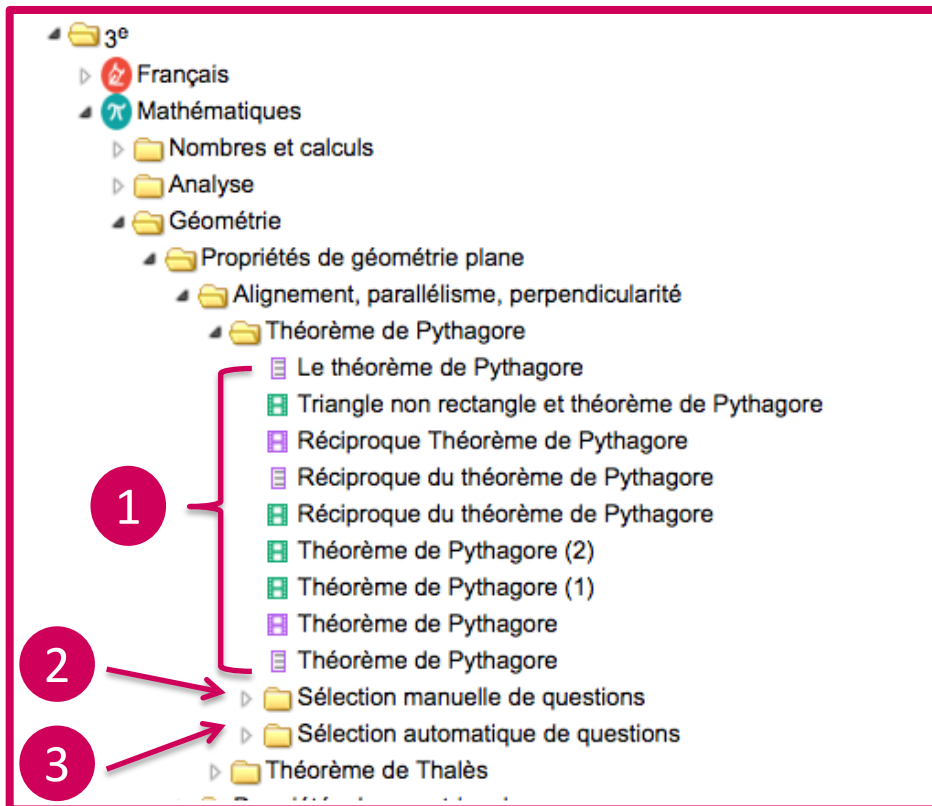 3e
Français
Mathématiques
Nombres et calculs
Analyse
Géométrie
Propriétés de géométrie plane
Alignement, parallélisme, perpendicularité
Théorème de Pythagore
Le théorème de Pythagore
Triangle non rectangle et théorème de Pythagore
Réciproque Théorème de Pythagore
Réciproque du théorème de Pythagore
1
Réciproque du théorème de Pythagore
Théorème de Pythagore (2)
Théorème de Pythagore (1)
Théorème de Pythagore
Théorème de Pythagore
2
Sélection manuelle de questions
Sélection automatique de questions
3
Théorème de Thalès